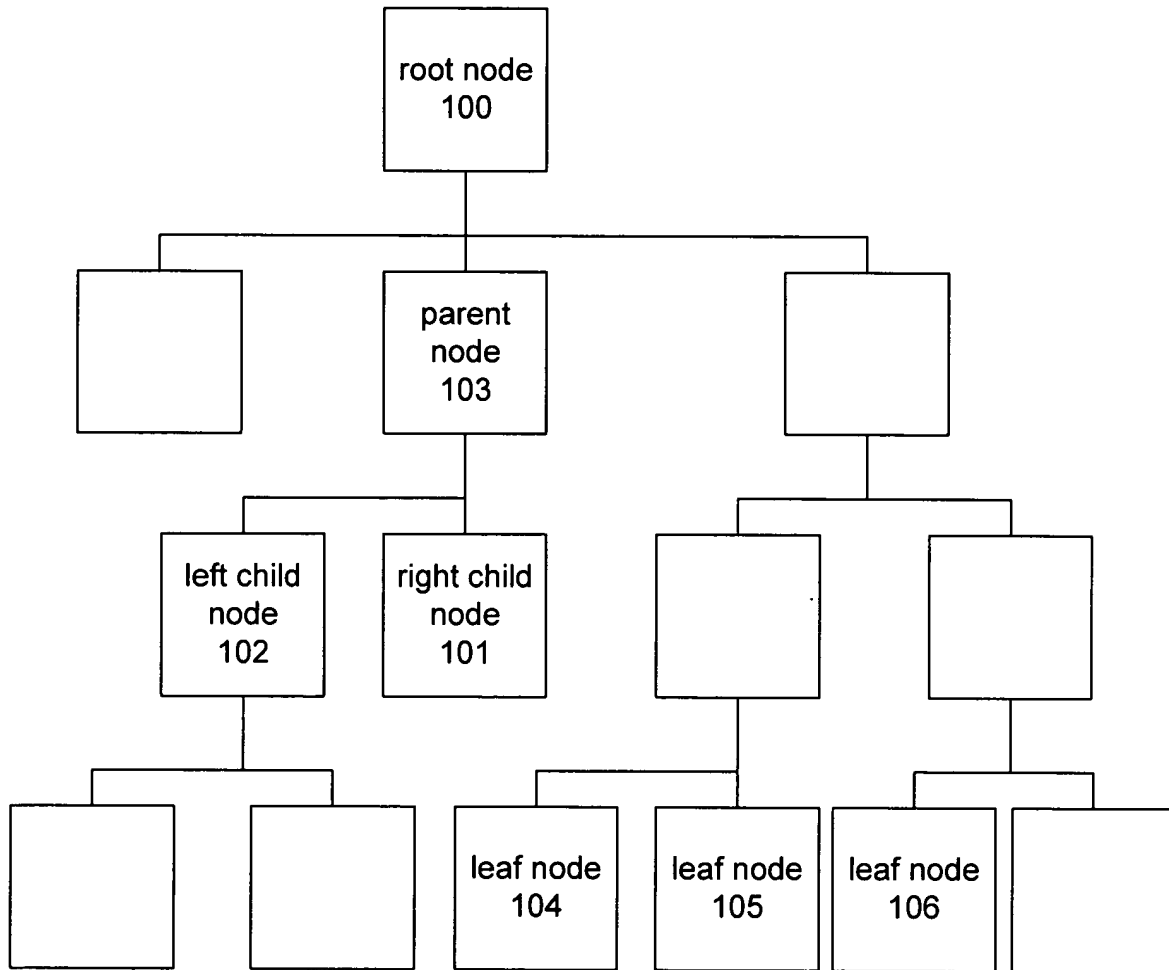 root node
100
parent
node
103
left child
node
102
right child
node
101
leaf node
104
leaf node
105
leaf node
106